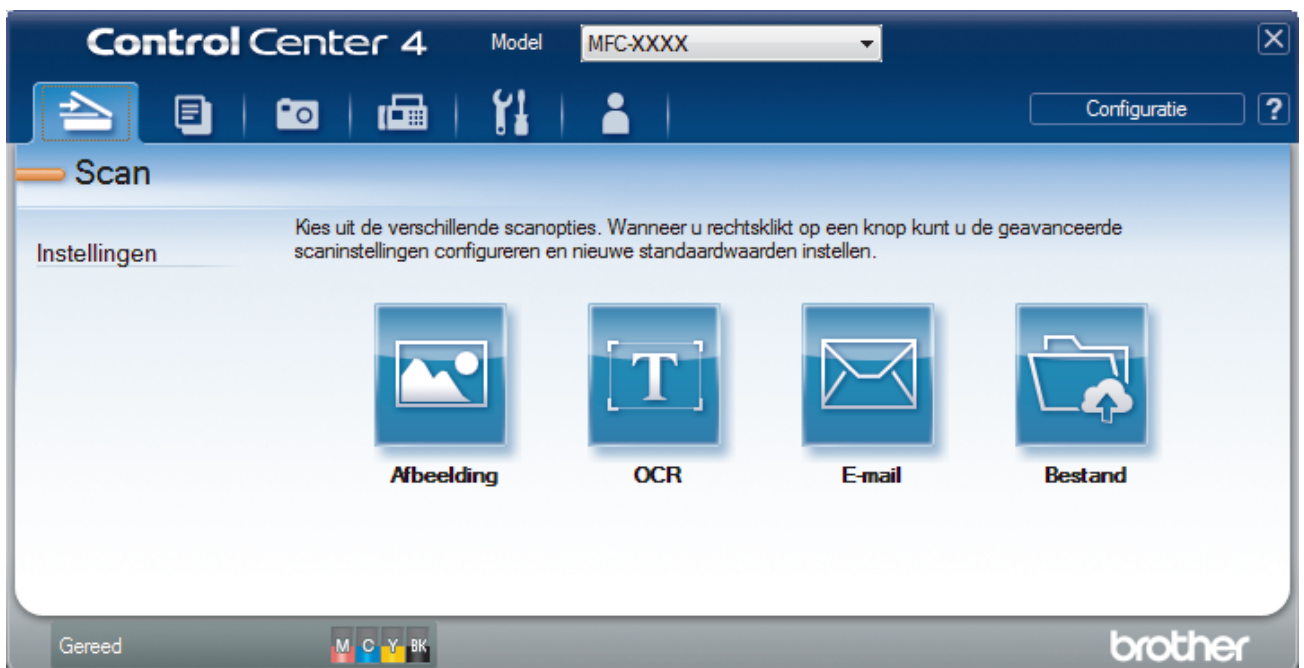 ControlCenter 4 Model MFC-XXXX
Configuratie ?
Scan
Instellingen
Kies uit de verschillende scanopties. Wanneer u rechtsklikt op een knop kunt u de geavanceerde
scaninstellingen configureren en nieuwe standaardwaarden instellen.
T
Afbeelding OCR E-mail Bestand
Gereed M C Y BK brother